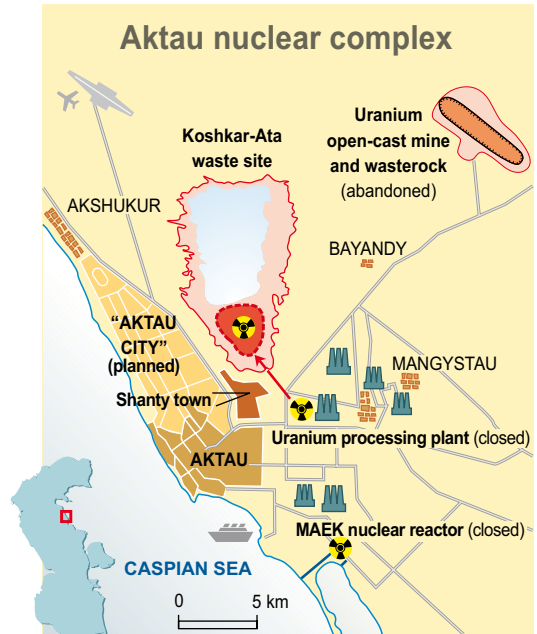 Aktau nuclear complex
Koshkar-Ata
waste site
Uranium
open-cast mine
and wasterock
(abandoned)
AKSHUKUR
BAYANDY
“AKTAU
CITY”
(planned)
MANGYSTAU
Shanty town
Uranium processing plant (closed)
AKTAU
MAEK nuclear reactor (closed)
CASPIAN SEA
0 5 km